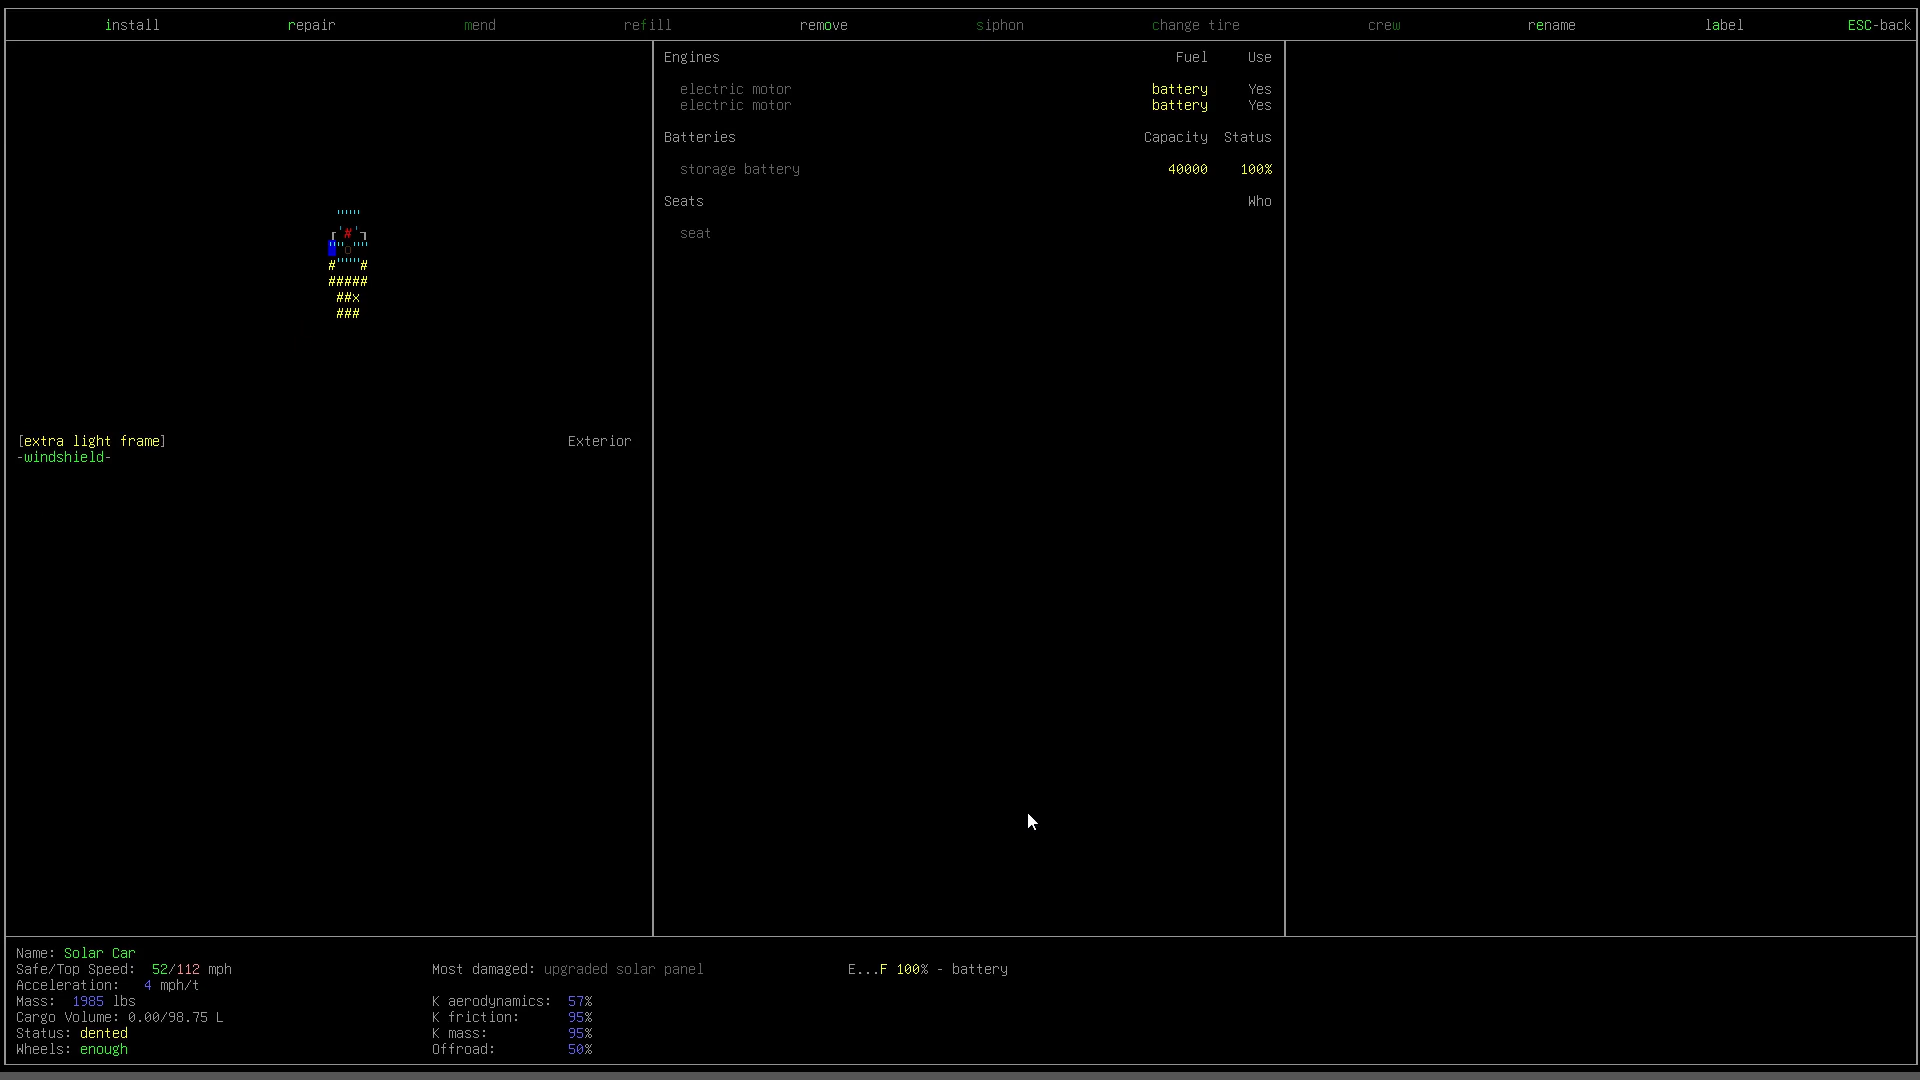 install repair mend refill remove siphon change tire crew rename label ESC-back
Engines Fuel Use
electric motor battery Yes
electric motor battery Yes
Batteries Capacity Status
storage battery 40000 100%
Seats Who
seat
''''''
┌'#'┐
''''□''''
#''''''#
#####
##x
###
[extra light frame] Exterior
-windshield-
Name: Solar Car
Safe/Top Speed: 52/112 mph Most damaged: upgraded solar panel E...F 100% - battery
Acceleration: 4 mph/t
Mass: 1985 lbs K aerodynamics: 57%
Cargo Volume: 0.00/98.75 L K friction: 95%
Status: dented K mass: 95%
Wheels: enough Offroad: 50%